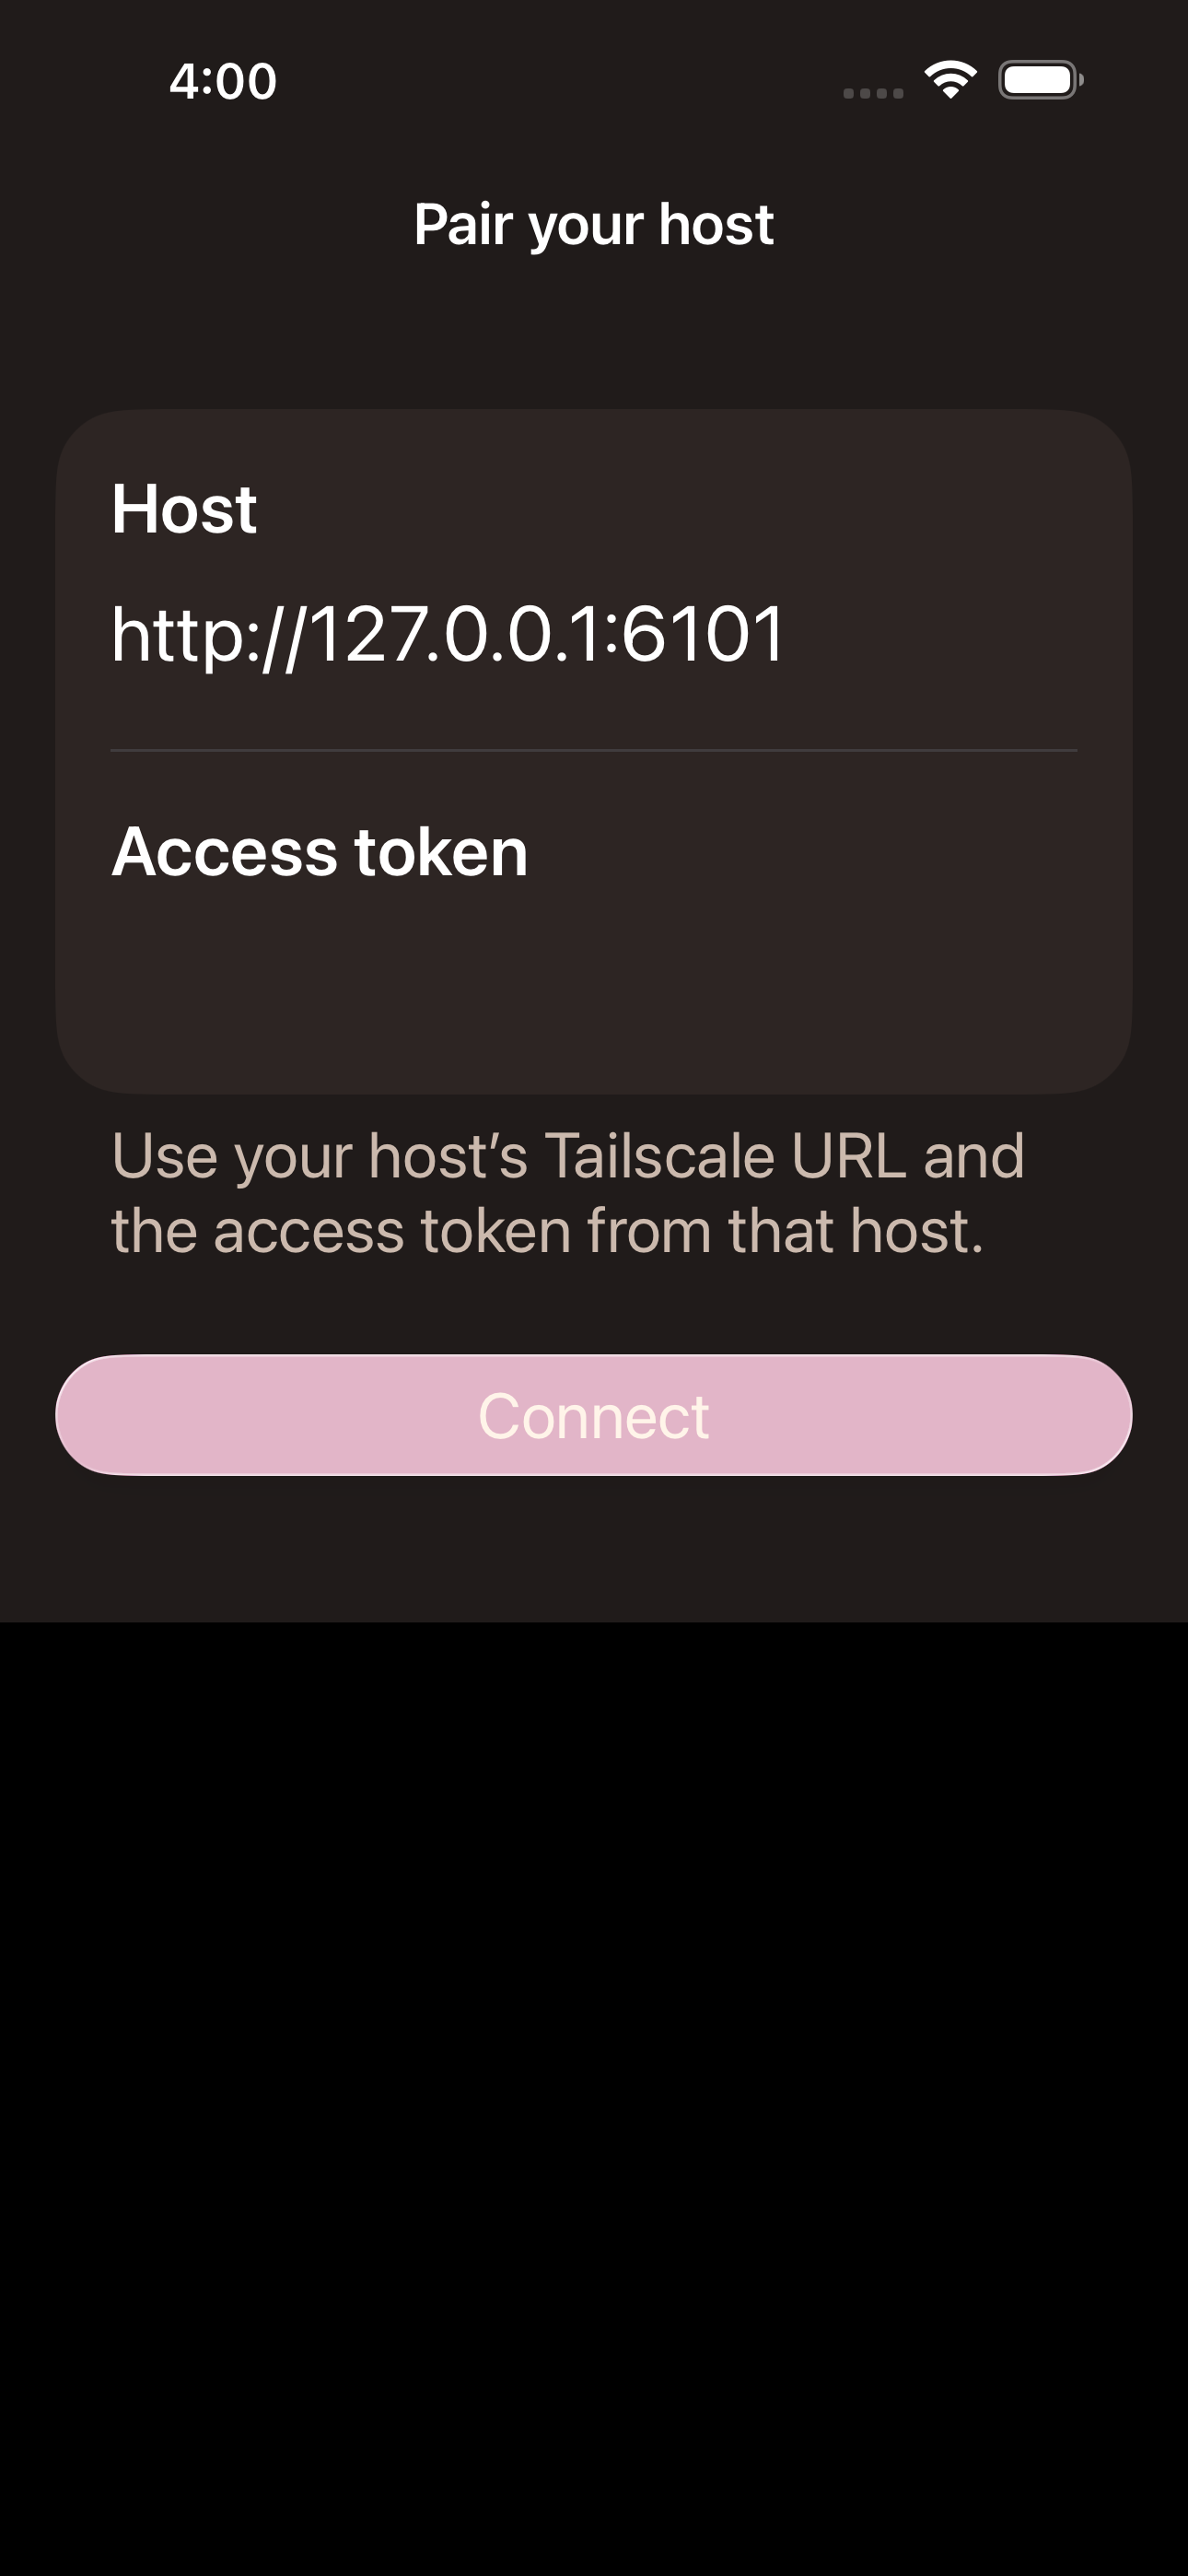 4:00
Pair your host
Host
http://127.0.0.1:6101
Access token
Use your host’s Tailscale URL and
the access token from that host.
Connect